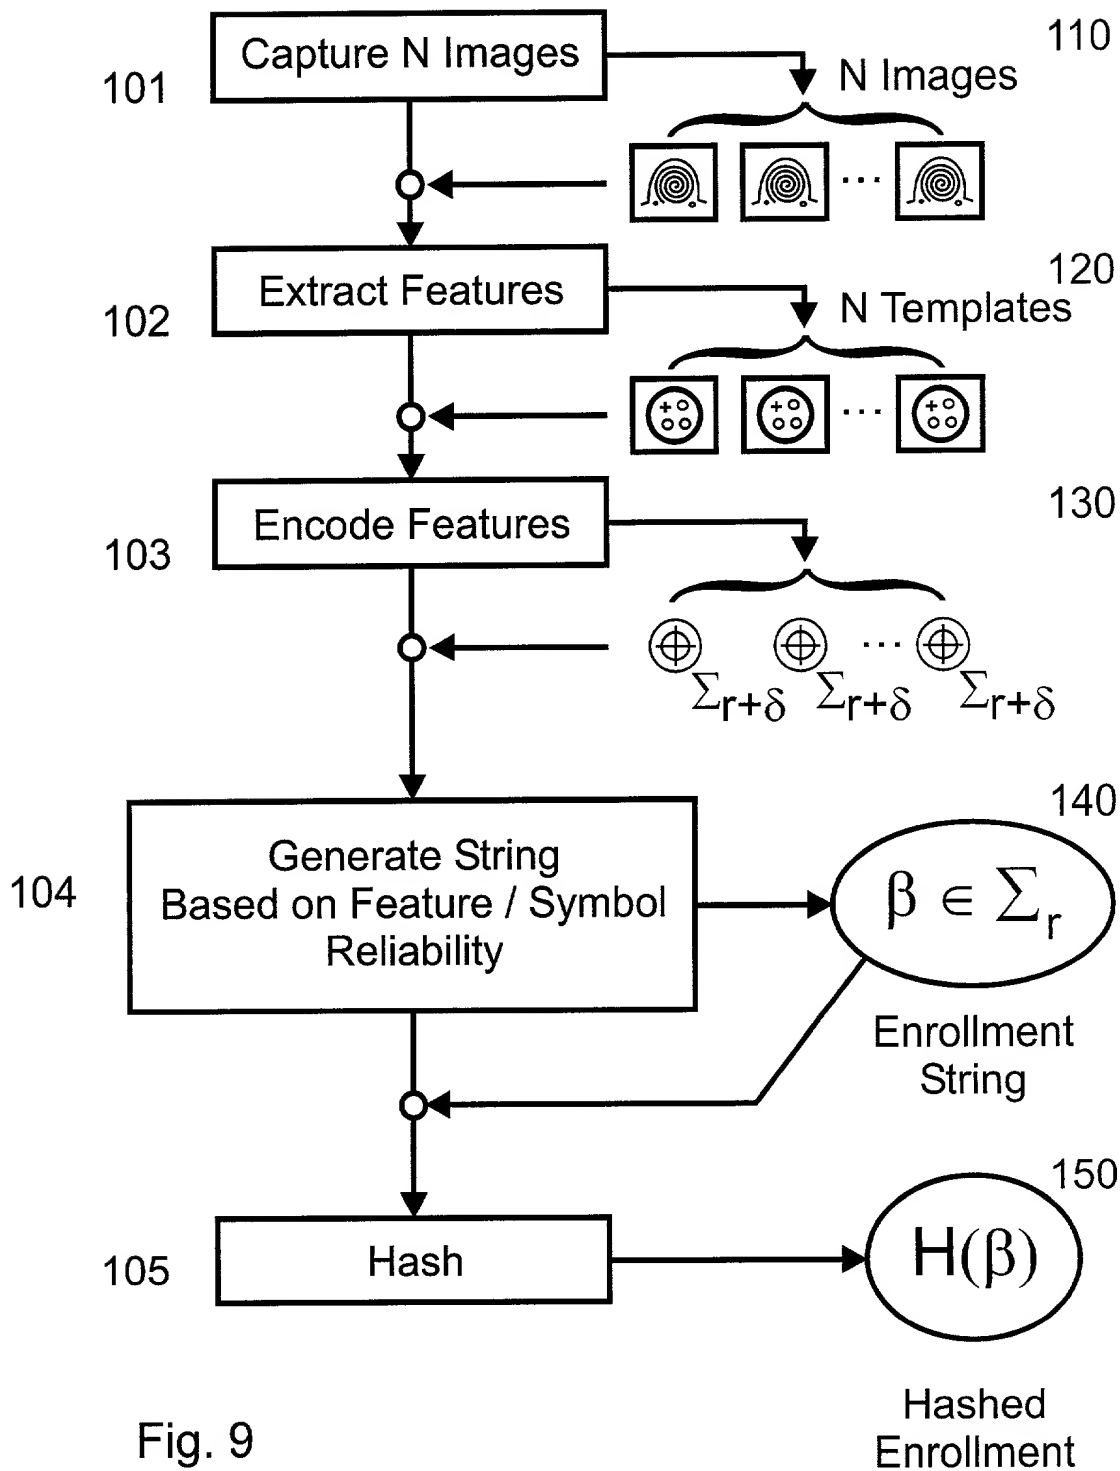 Capture N Images
110
101
N Images
...
Extract Features
120
102
N Templates
...
Encode Features
130
103
...
Σr+δ Σr+δ Σr+δ
140
Generate String
Based on Feature / Symbol
Reliability
104
β ∈ Σr
Enrollment
String
150
Hash
105
H(β)
Hashed
Enrollment
Fig. 9